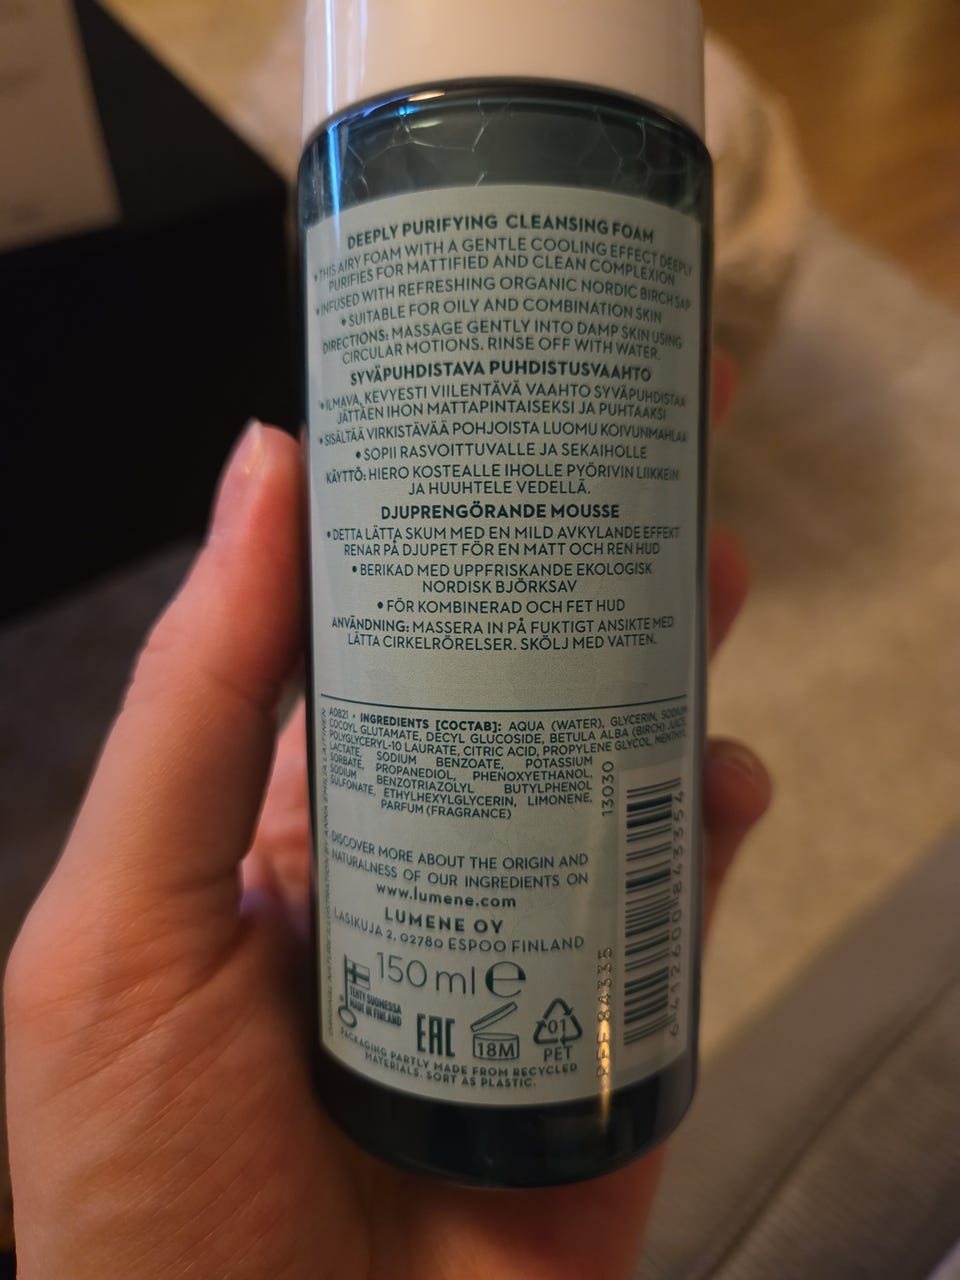 DEEPLY PURIFYING CLEANSING FOAM
• THIS AIRY FOAM WITH A GENTLE COOLING EFFECT DEEPLY
PURIFIES FOR MATTIFIED AND CLEAN COMPLEXION
• INFUSED WITH REFRESHING ORGANIC NORDIC BIRCH SAP
• SUITABLE FOR OILY AND COMBINATION SKIN
DIRECTIONS: MASSAGE GENTLY INTO DAMP SKIN USING
CIRCULAR MOTIONS. RINSE OFF WITH WATER.
SYVÄPUHDISTAVA PUHDISTUSVAAHTO
• ILMAVA, KEVYESTI VIILENTÄVÄ VAAHTO SYVÄPUHDISTAA
JÄTTÄEN IHON MATTAPINTAISEKSI JA PUHTAAKSI
• SISÄLTÄÄ VIRKISTÄVÄÄ POHJOISTA LUOMU KOIVUNMAHLAA
• SOPII RASVOITTUVALLE JA SEKAIHOLLE
KÄYTTÖ: HIERO KOSTEALLE IHOLLE PYÖRIVIN LIIKKEIN
JA HUUHTELE VEDELLÄ.
DJUPRENGÖRANDE MOUSSE
• DETTA LÄTTA SKUM MED EN MILD AVKYLANDE EFFEKT
RENAR PÅ DJUPET FÖR EN MATT OCH REN HUD
• BERIKAD MED UPPFRISKANDE EKOLOGISK
NORDISK BJÖRKSAV
• FÖR KOMBINERAD OCH FET HUD
ANVÄNDNING: MASSERA IN PÅ FUKTIGT ANSIKTE MED
LÄTTA CIRKELRÖRELSER. SKÖLJ MED VATTEN.
A0821 • INGREDIENTS [COCTAB]: AQUA (WATER), GLYCERIN, SODIUM
COCOYL GLUTAMATE, DECYL GLUCOSIDE, BETULA ALBA (BIRCH) JUICE,
POLYGLYCERYL-10 LAURATE, CITRIC ACID, PROPYLENE GLYCOL, MENTHYL
LACTATE, SODIUM BENZOATE, POTASSIUM
SORBATE, PROPANEDIOL, PHENOXYETHANOL,
SODIUM BENZOTRIAZOLYL BUTYLPHENOL
SULFONATE, ETHYLHEXYLGLYCERIN, LIMONENE,
PARFUM (FRAGRANCE)
13030
DISCOVER MORE ABOUT THE ORIGIN AND
NATURALNESS OF OUR INGREDIENTS ON
www.lumene.com
LUMENE OY
LASIKUJA 2, 02780 ESPOO FINLAND
150 ml e
TEHTY SUOMESSA
MADE IN FINLAND
EAC
18M
01
PET
PACKAGING PARTLY MADE FROM RECYCLED
MATERIALS. SORT AS PLASTIC.
REF 84335
6 412600 843354